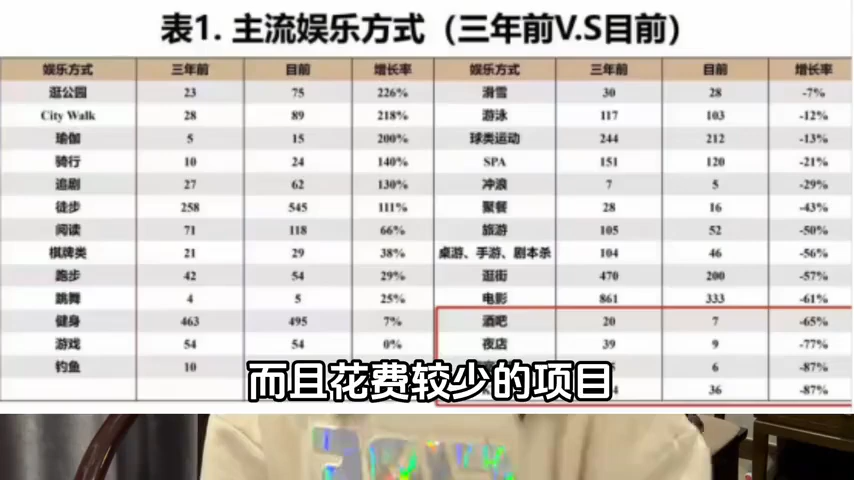 表1. 主流娱乐方式（三年前V.S目前）
娱乐方式 三年前 目前 增长率 娱乐方式 三年前 目前 增长率
逛公园 23 75 226% 滑雪 30 28 -7%
City Walk 28 89 218% 游泳 117 103 -12%
瑜伽 5 15 200% 球类运动 244 212 -13%
骑行 10 24 140% SPA 151 120 -21%
追剧 27 62 130% 冲浪 7 5 -29%
徒步 258 545 111% 聚餐 28 16 -43%
阅读 71 118 66% 旅游 105 52 -50%
棋牌类 21 29 38% 桌游、手游、剧本杀 104 46 -56%
跑步 42 54 29% 逛街 470 200 -57%
跳舞 4 5 25% 电影 861 333 -61%
健身 463 495 7% 酒吧 20 7 -65%
游戏 54 54 0% 夜店 39 9 -77%
钓鱼 10 6 -87%
36 -87%
而且花费较少的项目